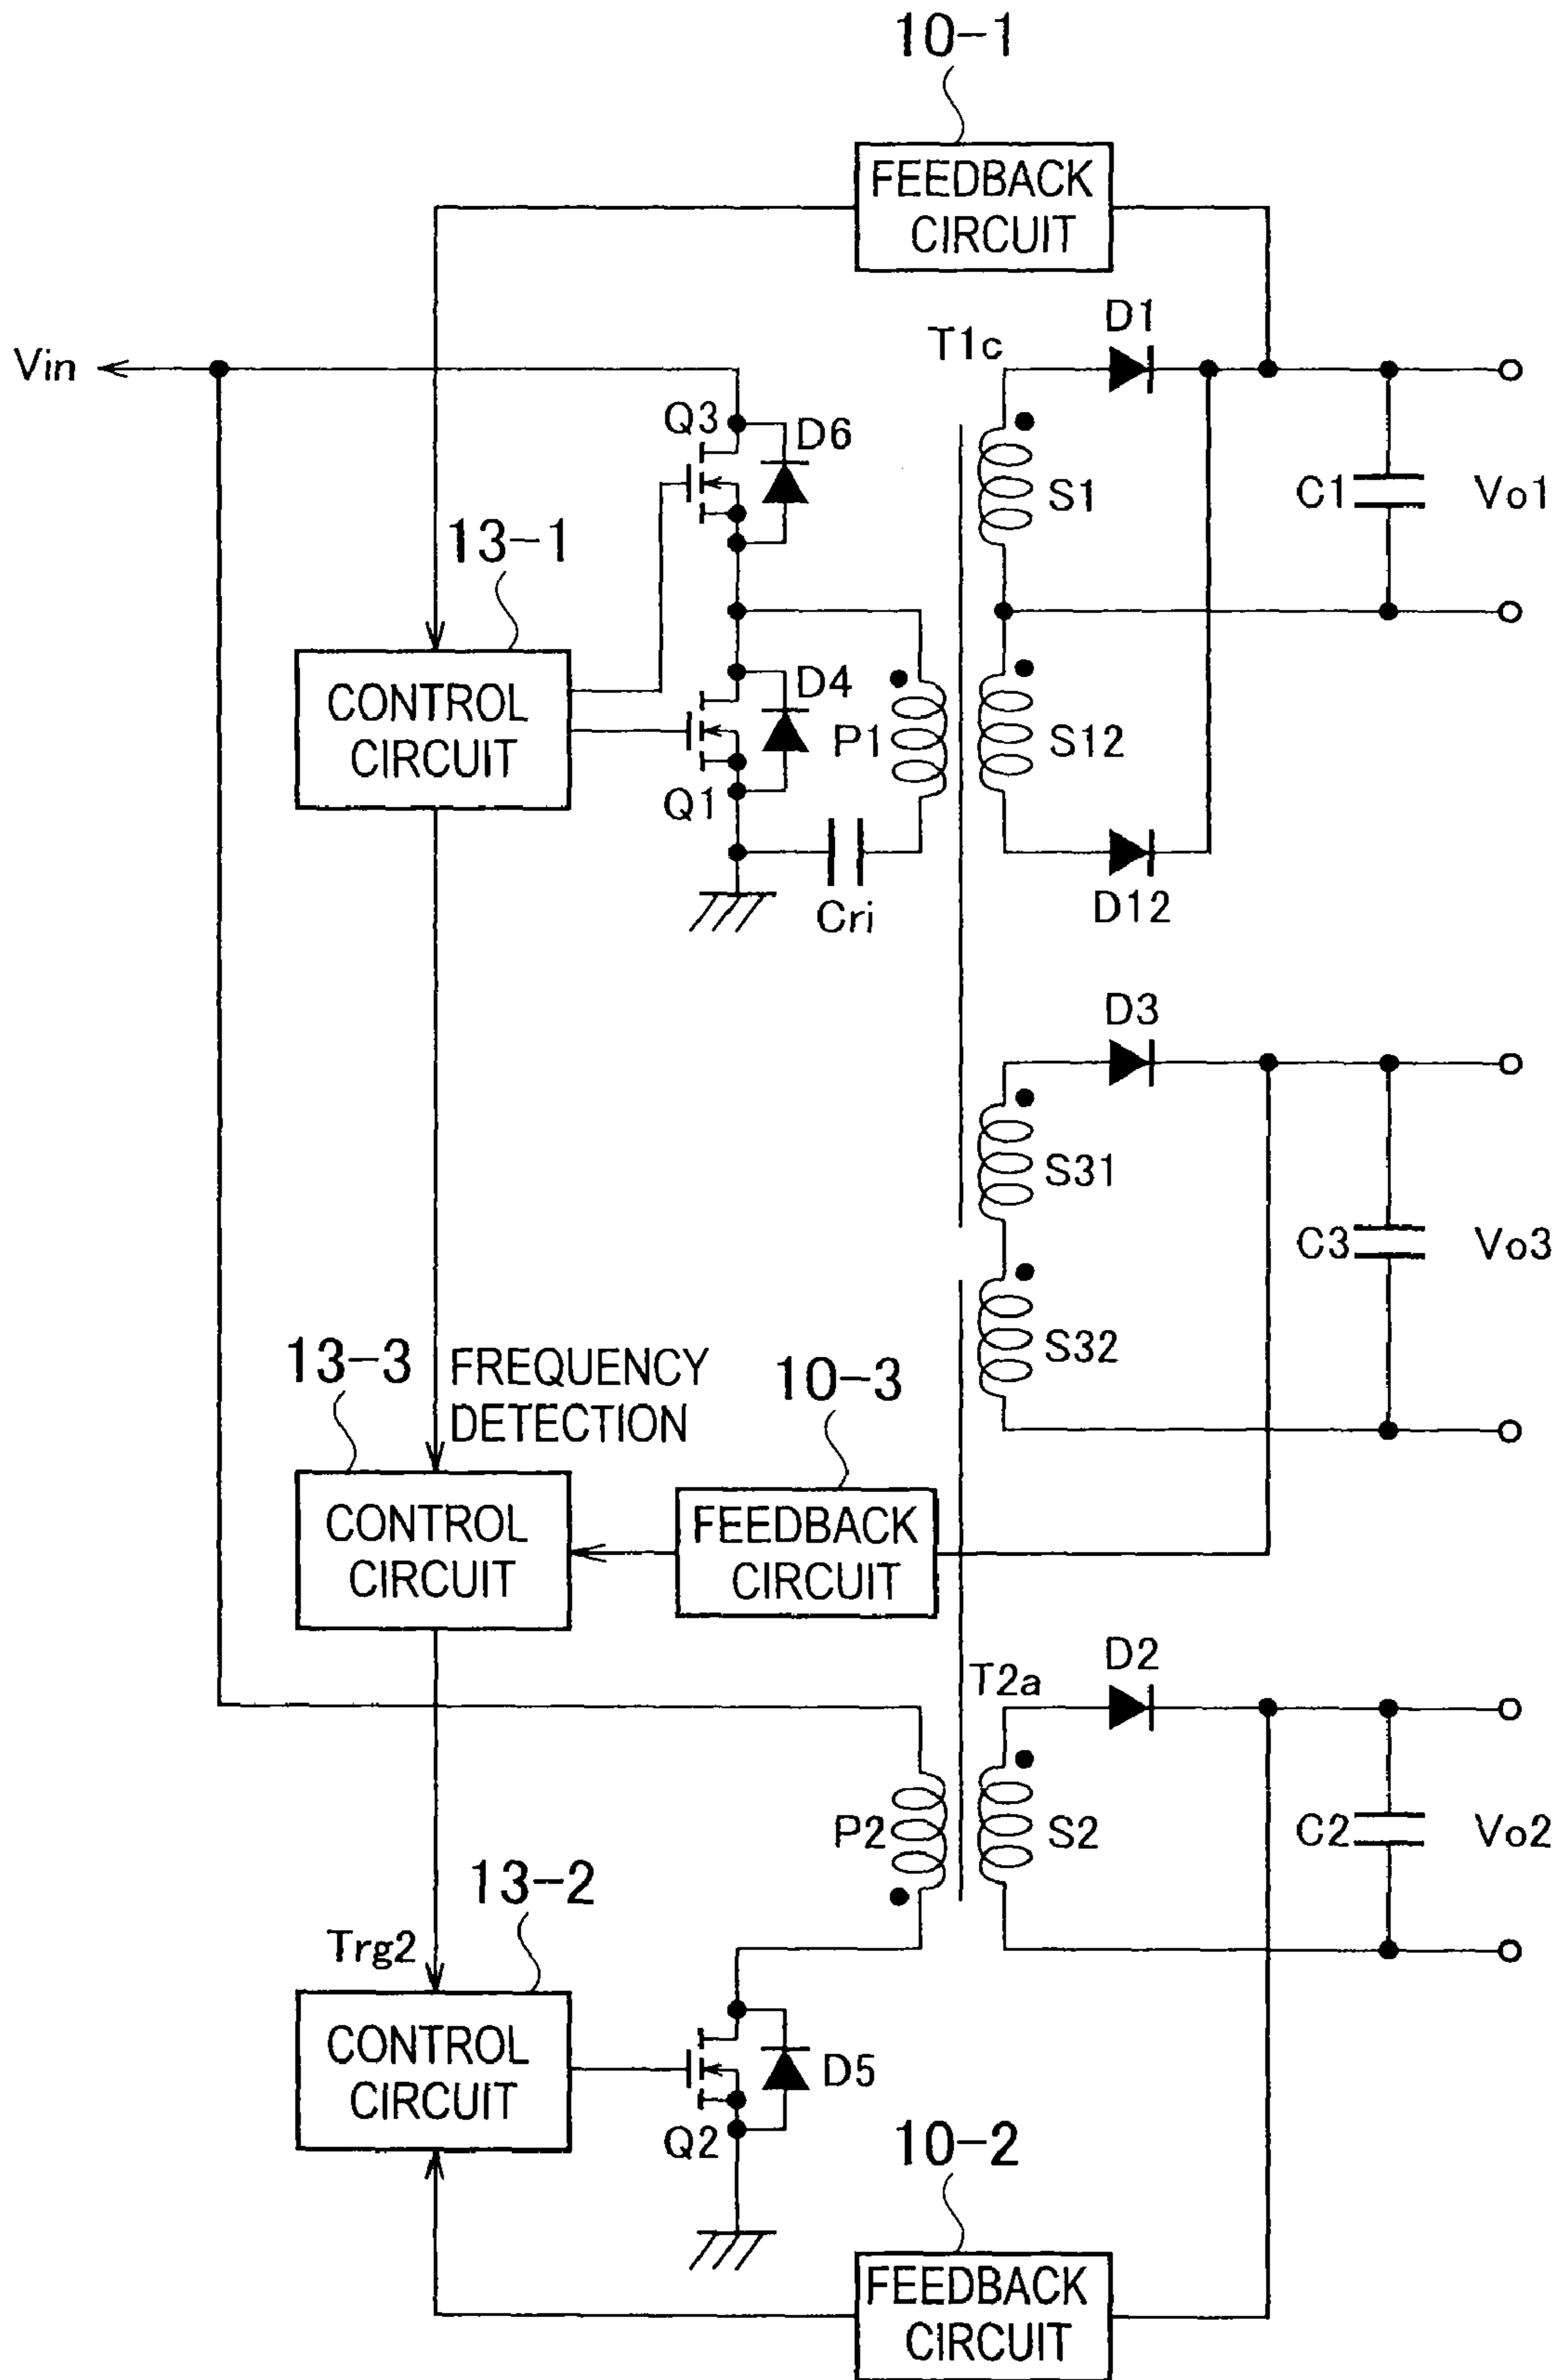 10-1
FEEDBACK
CIRCUIT
D1
T1c
Vin
Q3
D6
S1
C1
Vo1
13-1
CONTROL
CIRCUIT
D4
P1
S12
Q1
Cri
D12
D3
S31
C3
Vo3
S32
13-3
FREQUENCY
DETECTION
10-3
CONTROL
CIRCUIT
FEEDBACK
CIRCUIT
D2
T2a
P2
S2
C2
Vo2
13-2
Trg2
CONTROL
CIRCUIT
D5
Q2
10-2
FEEDBACK
CIRCUIT